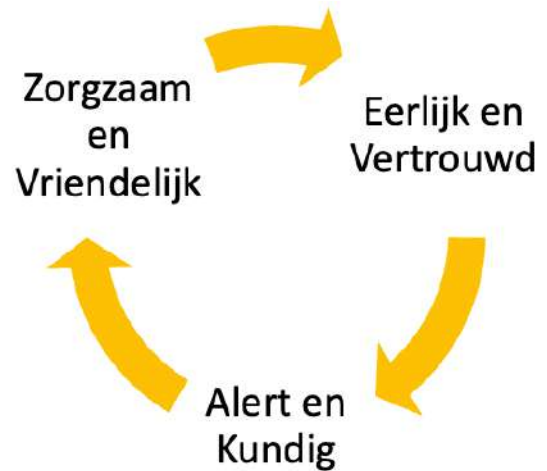 Zorgzaam
en
Vriendelijk
Eerlijk en
Vertrouwd
Alert en
Kundig